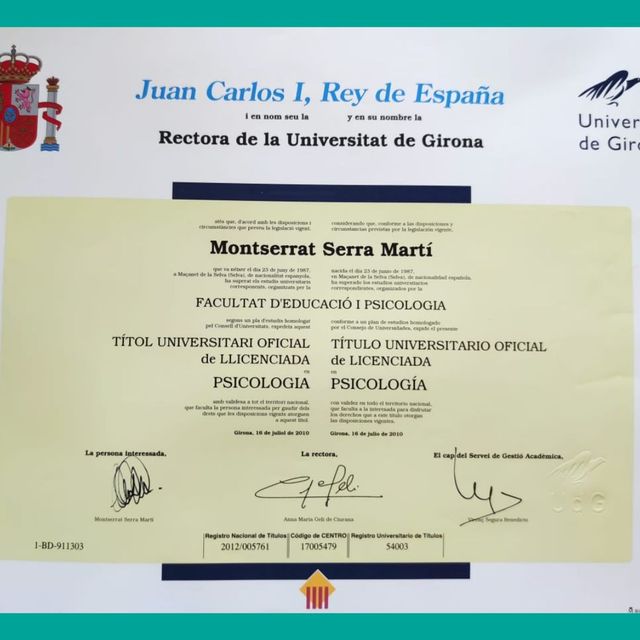 Juan Carlos I, Rey de España
i en nom seu la y en su nombre la
Rectora de la Universitat de Girona
Univer
de Giro
atès que, d'acord amb les disposicions i
circumstàncies que preveu la legislació vigent,
considerando que, conforme a las disposiciones y
circunstancias previstas por la legislación vigente,
Montserrat Serra Martí
que va néixer el dia 23 de juny de 1987,
a Maçanet de la Selva (Selva), de nacionalitat espanyola,
ha superat els estudis universitaris
corresponents, organitzats per la
nacida el día 23 de junio de 1987,
en Maçanet de la Selva (Selva), de nacionalidad española,
ha superado los estudios universitarios
correspondientes, organizados por la
FACULTAT D'EDUCACIÓ I PSICOLOGIA
segons un pla d'estudis homologat
pel Consell d'Universitats, expedeix aquest
conforme a un plan de estudios homologado
por el Consejo de Universidades, expide el presente
TÍTOL UNIVERSITARI OFICIAL
de LLICENCIADA
en
PSICOLOGIA
TÍTULO UNIVERSITARIO OFICIAL
de LICENCIADA
en
PSICOLOGÍA
amb validesa a tot el territori nacional,
que faculta la persona interessada per gaudir dels
drets que les disposicions vigents atorguen
a aquest títol.
con validez en todo el territorio nacional,
que faculta a la interesada para disfrutar
los derechos que a este título otorgan
las disposiciones vigentes.
Girona, 16 de juliol de 2010
Girona, 16 de julio de 2010
La persona interessada,
La rectora,
El cap del Servei de Gestió Acadèmica,
Montserrat Serra Martí
Anna Maria Geli de Ciurana
Segura Benedicto
UdG
1-BD-911303
Registro Nacional de Títulos Código de CENTRO Registro Universitario de Títulos
2012/005761 17005479 54003